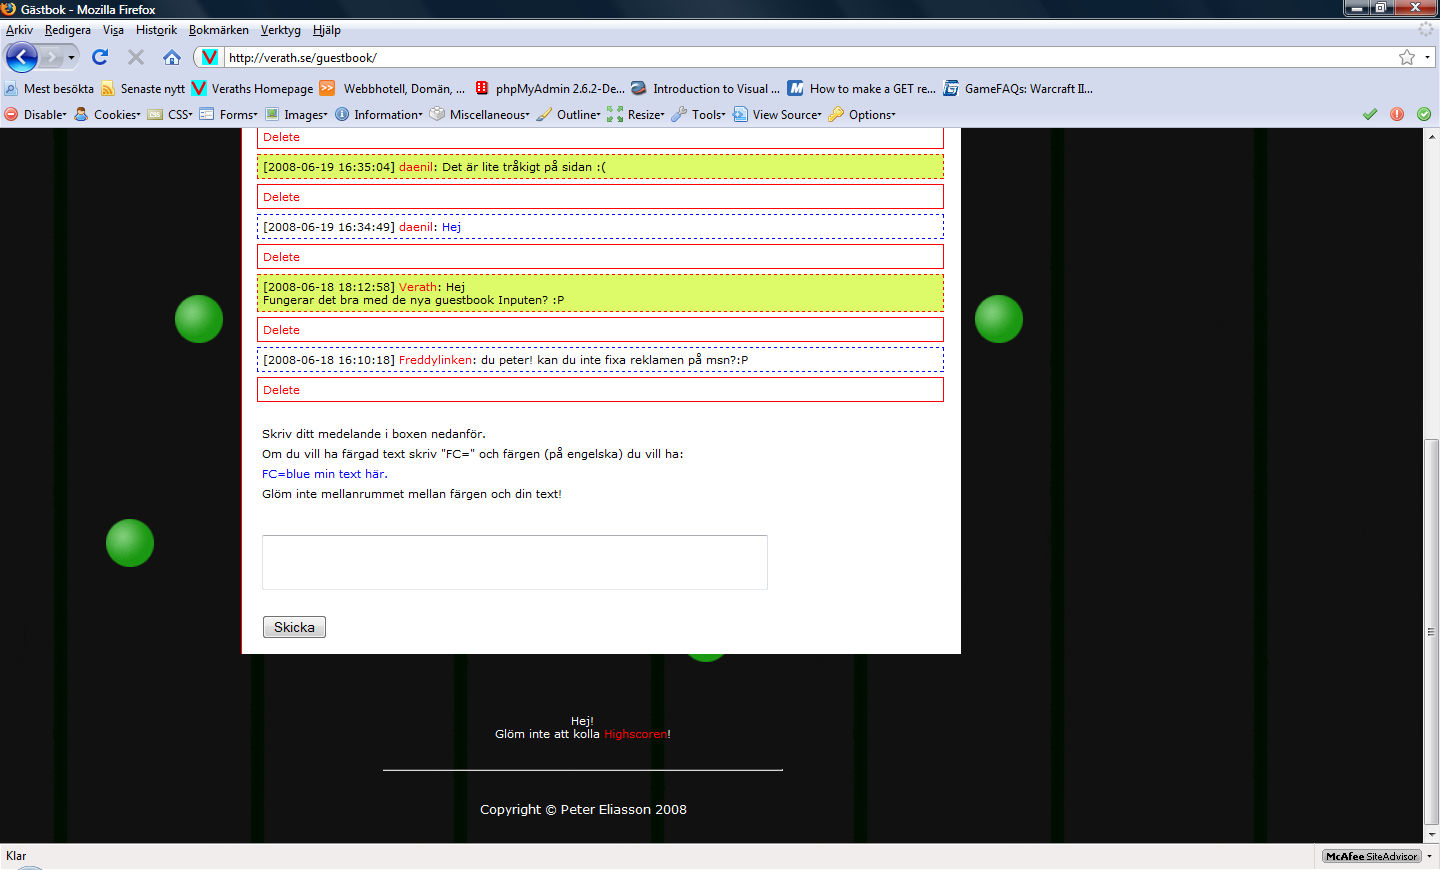 Gästbok - Mozilla Firefox
Arkiv Redigera Visa Historik Bokmärken Verktyg Hjälp
http://verath.se/guestbook/
Mest besökta Senaste nytt Veraths Homepage Webbhotell, Domän, ... phpMyAdmin 2.6.2-De... Introduction to Visual ... How to make a GET re... GameFAQs: Warcraft II...
Disable Cookies CSS Forms Images Information Miscellaneous Outline Resize Tools View Source Options
Delete
[2008-06-19 16:35:04] daenil: Det är lite tråkigt på sidan :(
Delete
[2008-06-19 16:34:49] daenil: Hej
Delete
[2008-06-18 18:12:58] Verath: Hej
Fungerar det bra med de nya guestbook Inputen? :P
Delete
[2008-06-18 16:10:18] Freddylinken: du peter! kan du inte fixa reklamen på msn?:P
Delete
Skriv ditt medelande i boxen nedanför.
Om du vill ha färgad text skriv "FC=" och färgen (på engelska) du vill ha:
FC=blue min text här.
Glöm inte mellanrummet mellan färgen och din text!
Skicka
Hej!
Glöm inte att kolla Highscoren!
Copyright © Peter Eliasson 2008
Klar
McAfee SiteAdvisor